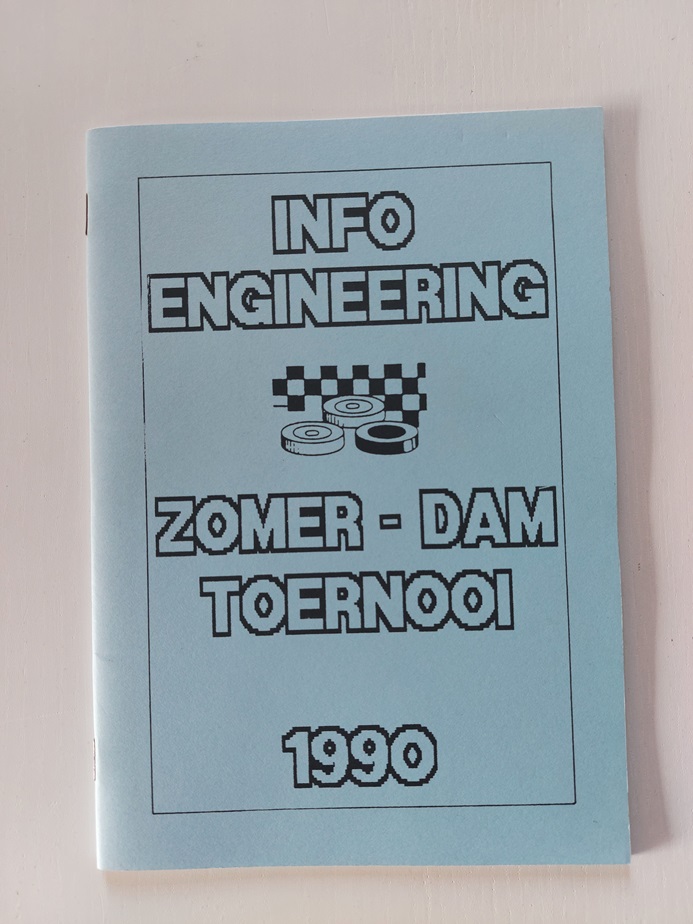 INFO
ENGINEERING
ZOMER - DAM
TOERNOOI
1990